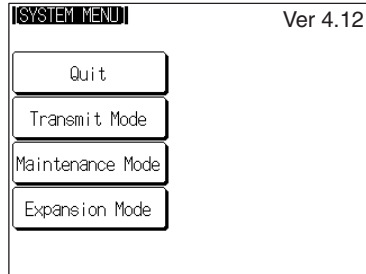 [SYSTEM MENU] Ver 4.12
Quit
Transmit Mode
Maintenance Mode
Expansion Mode